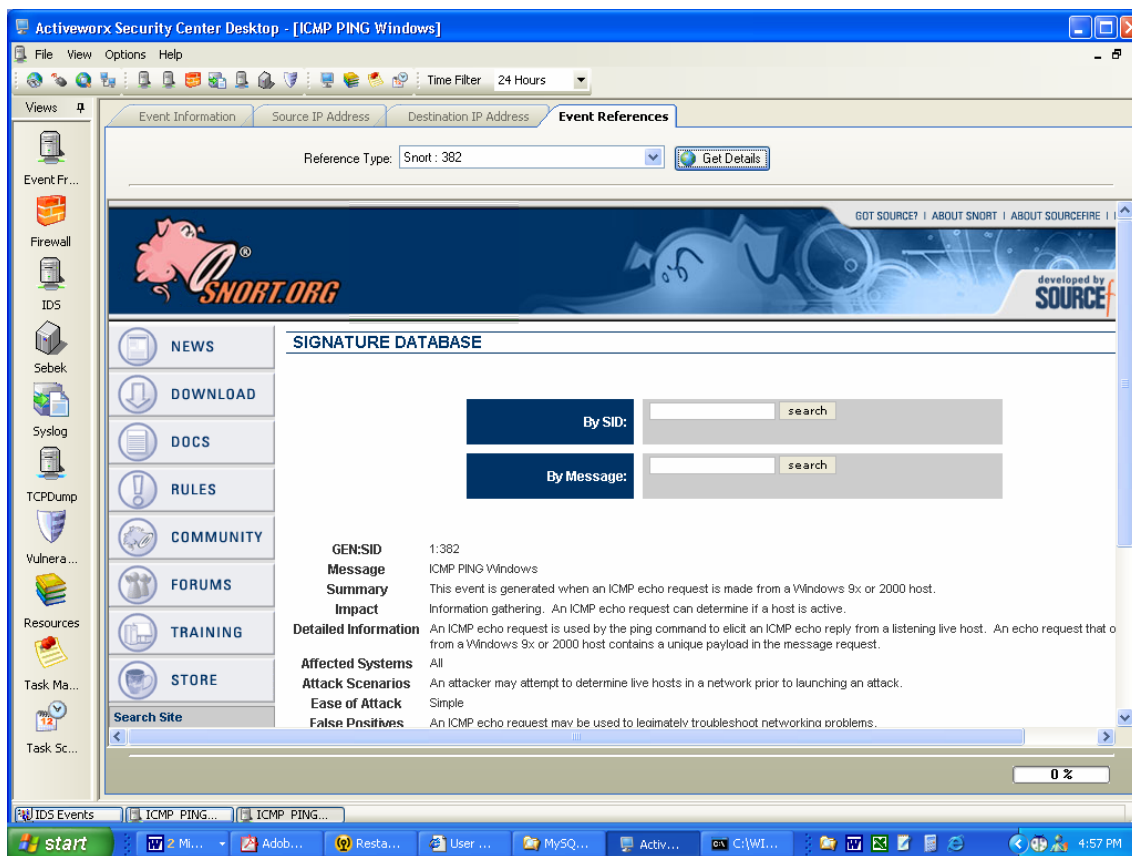 Activeworx Security Center Desktop - [ICMP PING Windows]
File View Options Help
Time Filter 24 Hours
Views
Event Information Source IP Address Destination IP Address Event References
Reference Type: Snort : 382 Get Details
Event Fr...
Firewall
IDS
Sebek
Syslog
TCPDump
Vulnera...
Resources
Task Ma...
12
Task Sc...
GOT SOURCE? I ABOUT SNORT I ABOUT SOURCEFIRE I
SNORT.ORG ®
developed by
SOURCEf
NEWS
DOWNLOAD
DOCS
RULES
COMMUNITY
FORUMS
TRAINING
STORE
Search Site
SIGNATURE DATABASE
By SID: search
By Message: search
GEN:SID 1:382
Message ICMP PING Windows
Summary This event is generated when an ICMP echo request is made from a Windows 9x or 2000 host.
Impact Information gathering. An ICMP echo request can determine if a host is active.
Detailed Information An ICMP echo request is used by the ping command to elicit an ICMP echo reply from a listening live host. An echo request that o
from a Windows 9x or 2000 host contains a unique payload in the message request.
Affected Systems All
Attack Scenarios An attacker may attempt to determine live hosts in a network prior to launching an attack.
Ease of Attack Simple
False Positives An ICMP echo request may be used to legimately troubleshoot networking problems.
0 %
IDS Events ICMP PING... ICMP PING...
start 2 Mi... Adob... Resta... User ... MySQ... Activ... C:\WI... 4:57 PM